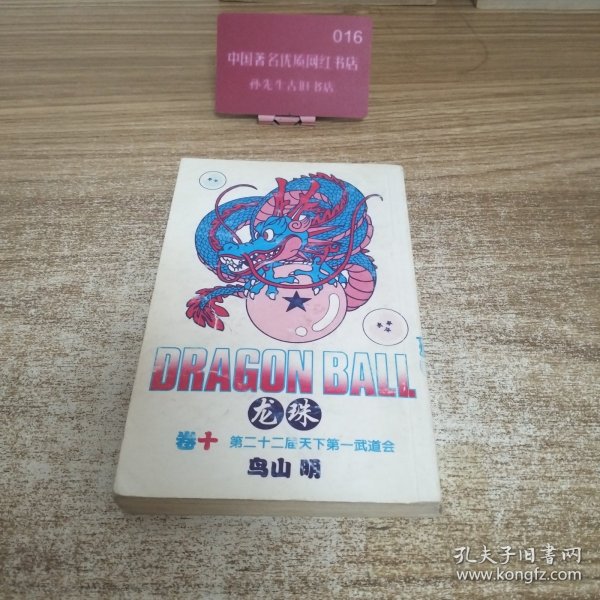 016
中国著名优质网红书店
孙先生古旧书店
DRAGON BALL
龙珠
卷十 第二十二届天下第一武道会
鸟山明
孔夫子旧书网
www.kongfz.com